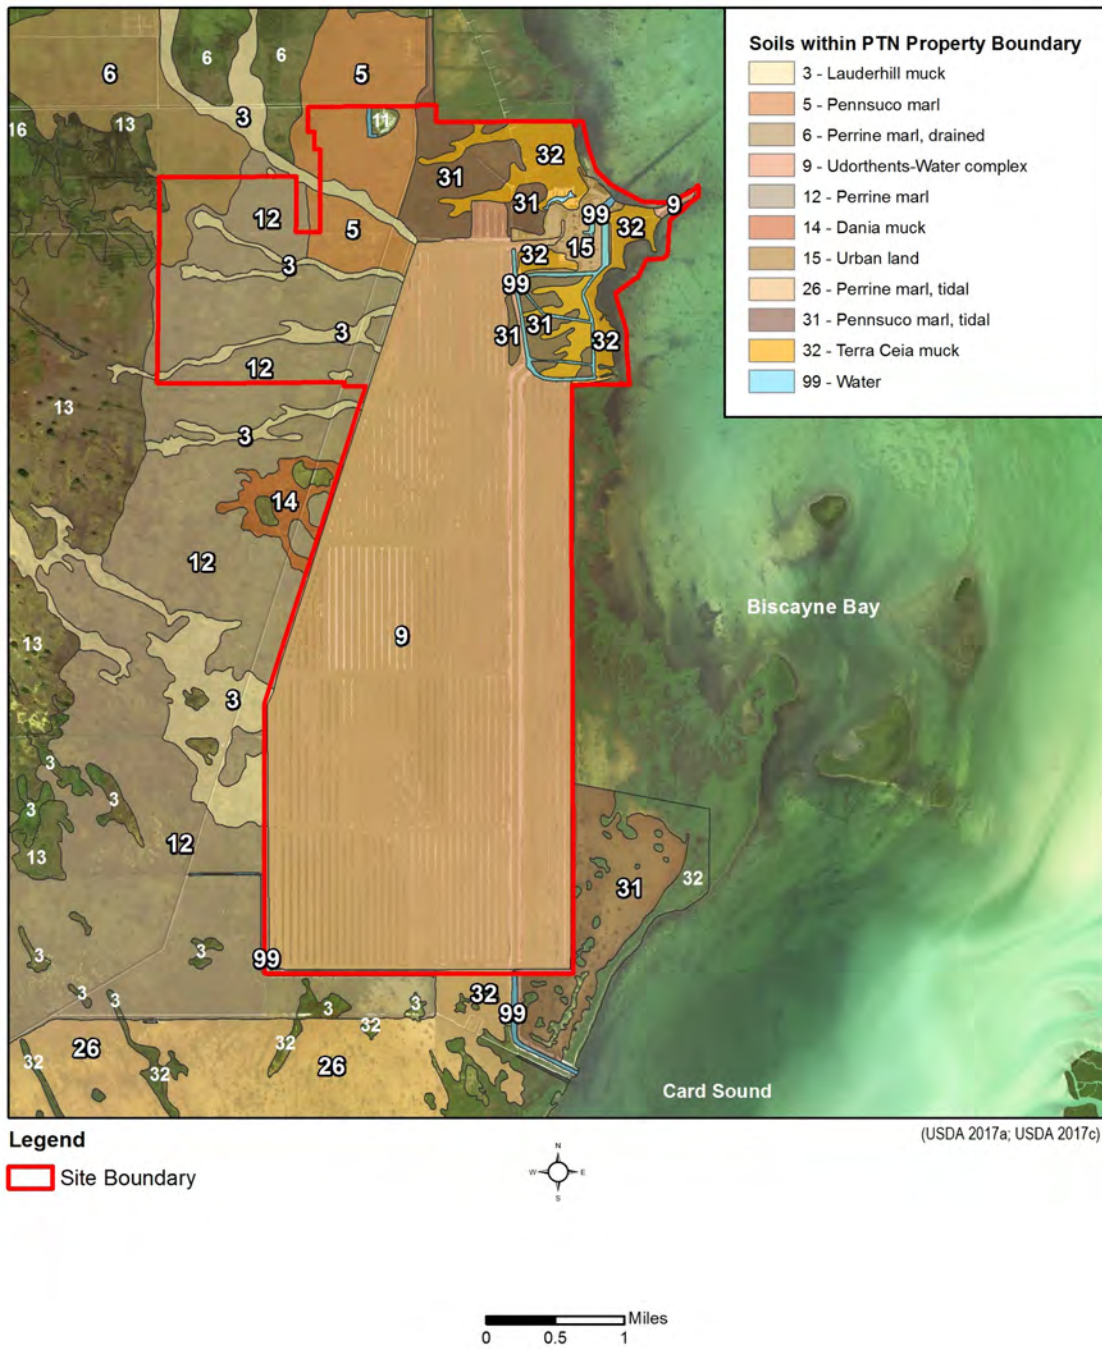 Soils within PTN Property Boundary
3 - Lauderhill muck
5 - Pennsuco marl
6 - Perrine marl, drained
9 - Udorthents-Water complex
12 - Perrine marl
14 - Dania muck
15 - Urban land
26 - Perrine marl, tidal
31 - Pennsuco marl, tidal
32 - Terra Ceia muck
99 - Water
6
6
6
5
3
11
13
16
32
31
31
9
12
5
99
32
15
3
32
99
31
31
32
3
12
13
3
14
12
9
Biscayne Bay
13
3
3
3
3
12
13
31
32
3
3
99
3
3
3
3
32
99
32
32
26
32
32
26
Card Sound
(USDA 2017a; USDA 2017c)
Legend
Site Boundary
N
W
E
S
Miles
0
0.5
1